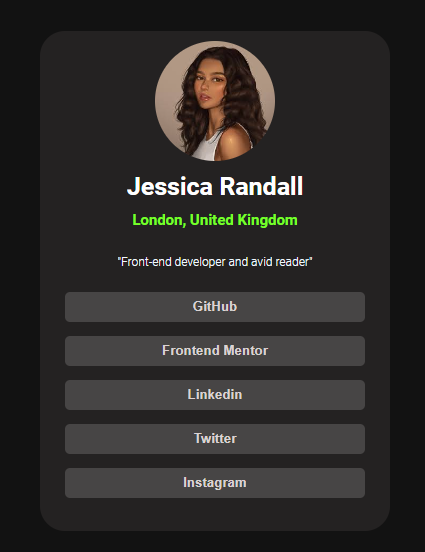 Jessica Randall
London, United Kingdom
"Front-end developer and avid reader"
GitHub
Frontend Mentor
Linkedin
Twitter
Instagram